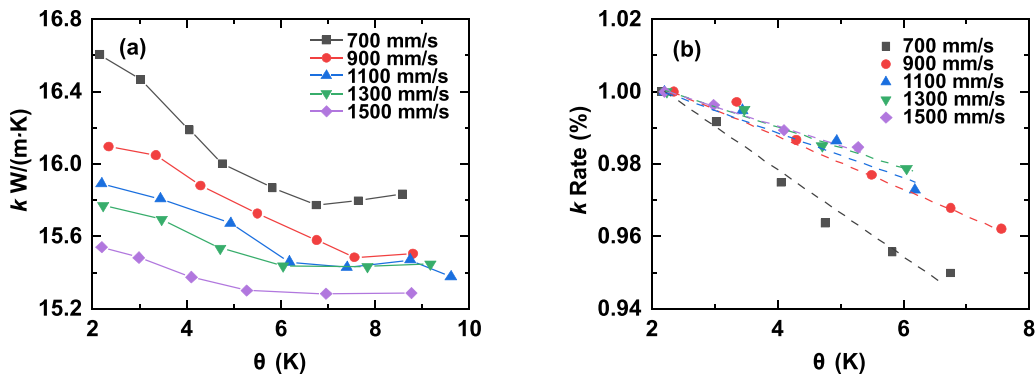 16.8
16.4
16.0
15.6
15.2
k W/(m·K)
(a)
700 mm/s
900 mm/s
1100 mm/s
1300 mm/s
1500 mm/s
2 4 6 8 10
θ (K)
1.02
1.00
0.98
0.96
0.94
k Rate (%)
(b)
700 mm/s
900 mm/s
1100 mm/s
1300 mm/s
1500 mm/s
2 4 6 8
θ (K)